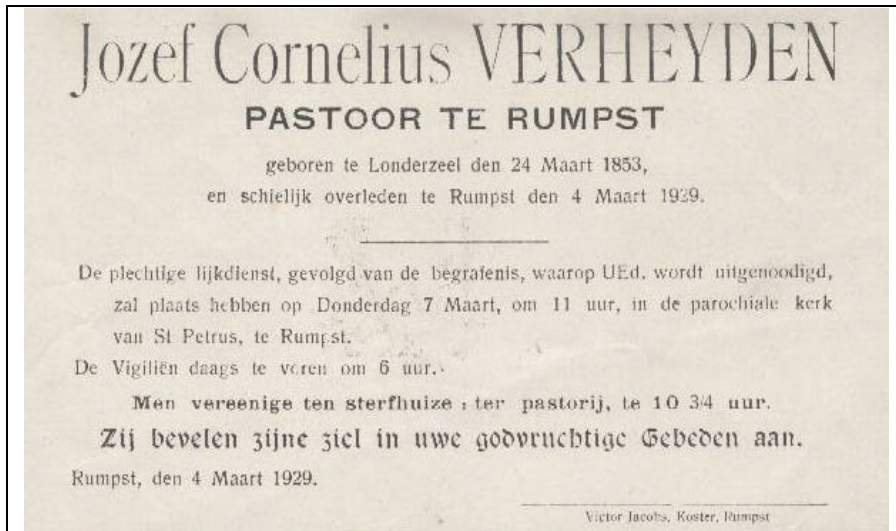 Jozef Cornelius VERHEYDEN
PASTOOR TE RUMPST
geboren te Londerzeel den 24 Maart 1853,
en schielijk overleden te Rumpst den 4 Maart 1929.
De plechtige lijkdienst, gevolgd van de begrafenis, waarop UEd. wordt uitgenoodigd,
zal plaats hebben op Donderdag 7 Maart, om 11 uur, in de parochiale kerk
van St Petrus, te Rumpst.
De Vigiliën daags te voren om 6 uur.
Men vereenige ten sterfhuize : ter pastorij, te 10 3/4 uur.
Zij bevelen zijne ziel in uwe godvruchtige Gebeden aan.
Rumpst, den 4 Maart 1929.
Victor Jacobs, Koster, Rumpst